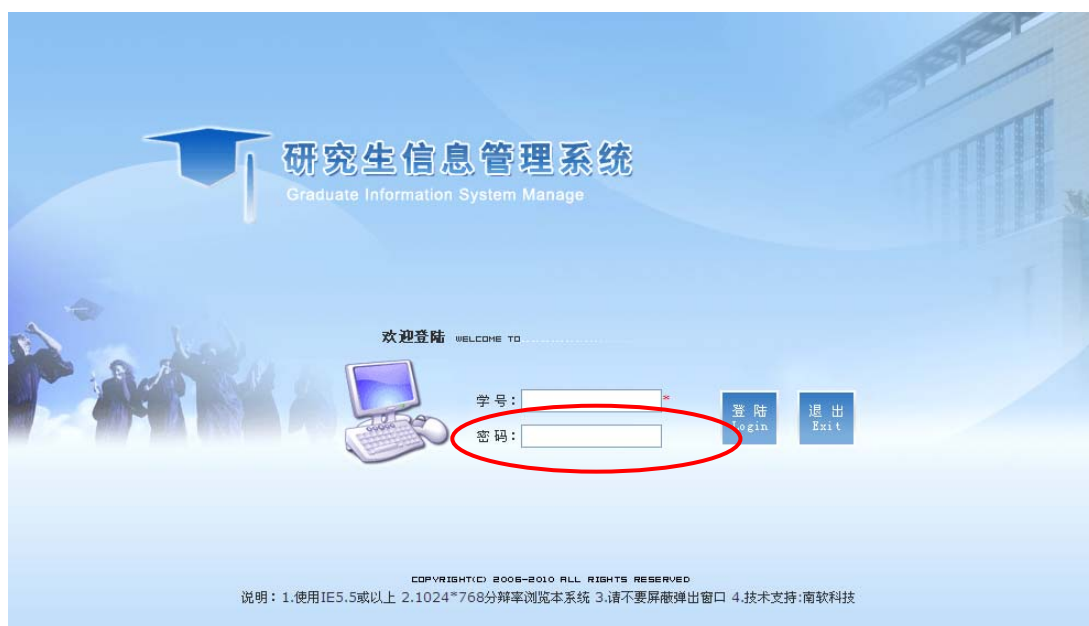 研究生信息管理系统
Graduate Information System Manage
欢迎登陆 WELCOME TO
学 号： *
登 陆
Login
退 出
Exit
密 码：
COPYRIGHT(C) 2006-2010 ALL RIGHTS RESERVED
说明：1.使用IE5.5或以上 2.1024*768分辩率浏览本系统 3.请不要屏蔽弹出窗口 4.技术支持:南软科技